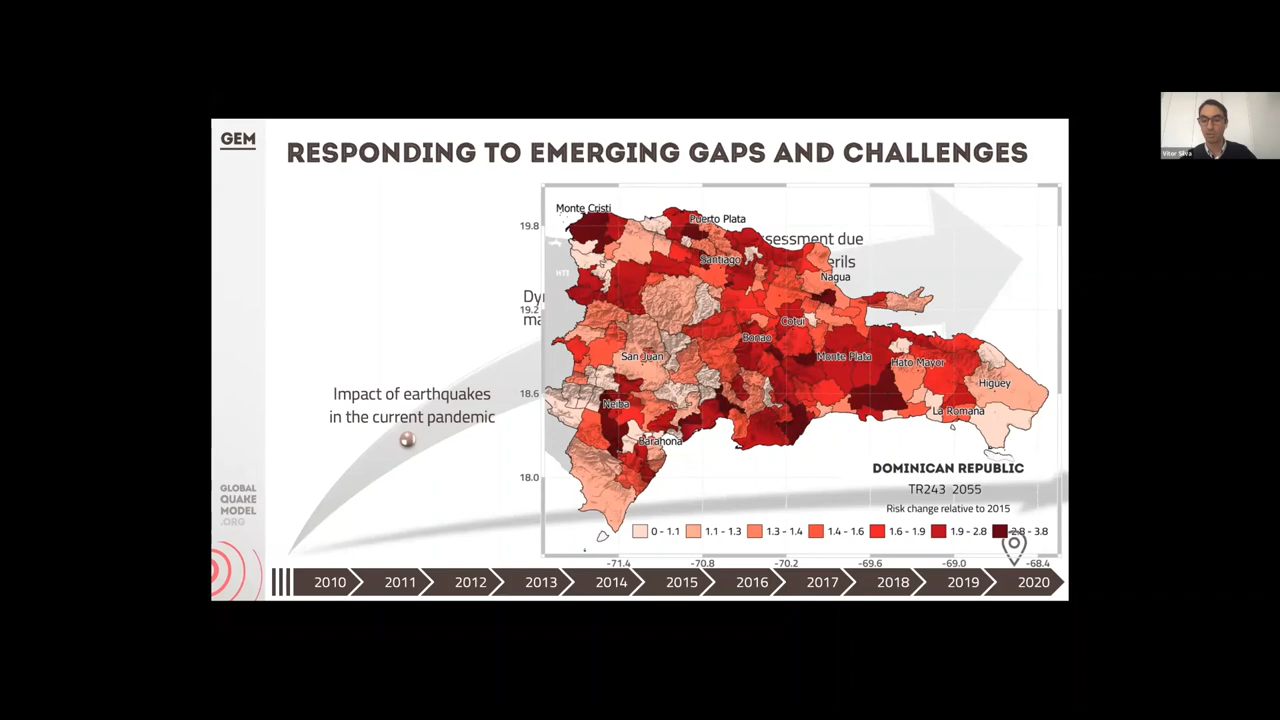 GEM
RESPONDING TO EMERGING GAPS AND CHALLENGES
Vitor Silva
Monte Cristi
Puerto Plata
19.8
ssessment due
erils
Santiago
HTI
Nagua
Dy
ma
19.2
Cotui
Bonao
San Juan
Monte Plata
Hato Mayor
Higuey
18.6
Impact of earthquakes
in the current pandemic
Neiba
La Romana
Barahona
DOMINICAN REPUBLIC
18.0
TR243 2055
Risk change relative to 2015
0 - 1.1 1.1 - 1.3 1.3 - 1.4 1.4 - 1.6 1.6 - 1.9 1.9 - 2.8 2.8 - 3.8
GLOBAL
QUAKE
MODEL
.ORG
-71.4 -70.8 -70.2 -69.6 -69.0 -68.4
2010 2011 2012 2013 2014 2015 2016 2017 2018 2019 2020